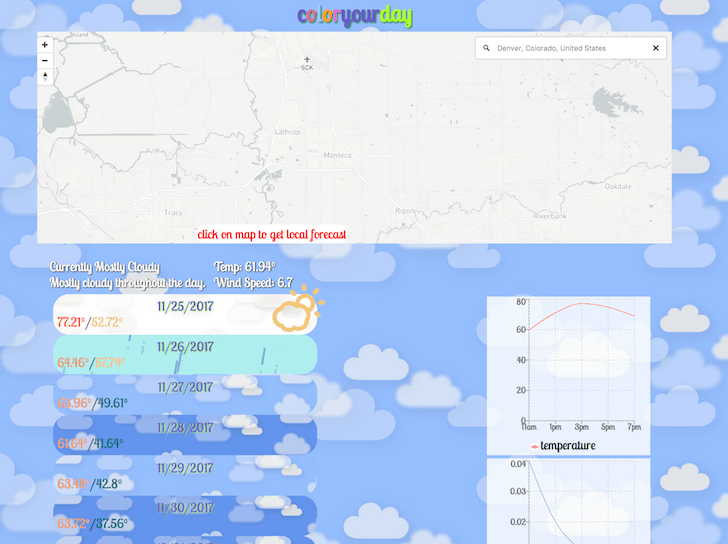 coloryourday
Island
+
−
Denver, Colorado, United States
SCK
Lathrop
Manteca
Oakdale
Tracy
Ripon
Riverbank
click on map to get local forecast
Currently Mostly Cloudy
Temp: 61.94°
Mostly cloudy throughout the day.
Wind Speed: 6.7
11/25/2017
77.21°/52.72°
11/26/2017
64.46°/57.74°
11/27/2017
63.96°/49.61°
11/28/2017
61.64°/41.64°
11/29/2017
/42.8°
11/30/2017
63.72°/37.56°
80
60
40
20
0
11am 1pm 3pm 5pm 7pm
temperature
0.04
0.03
0.02